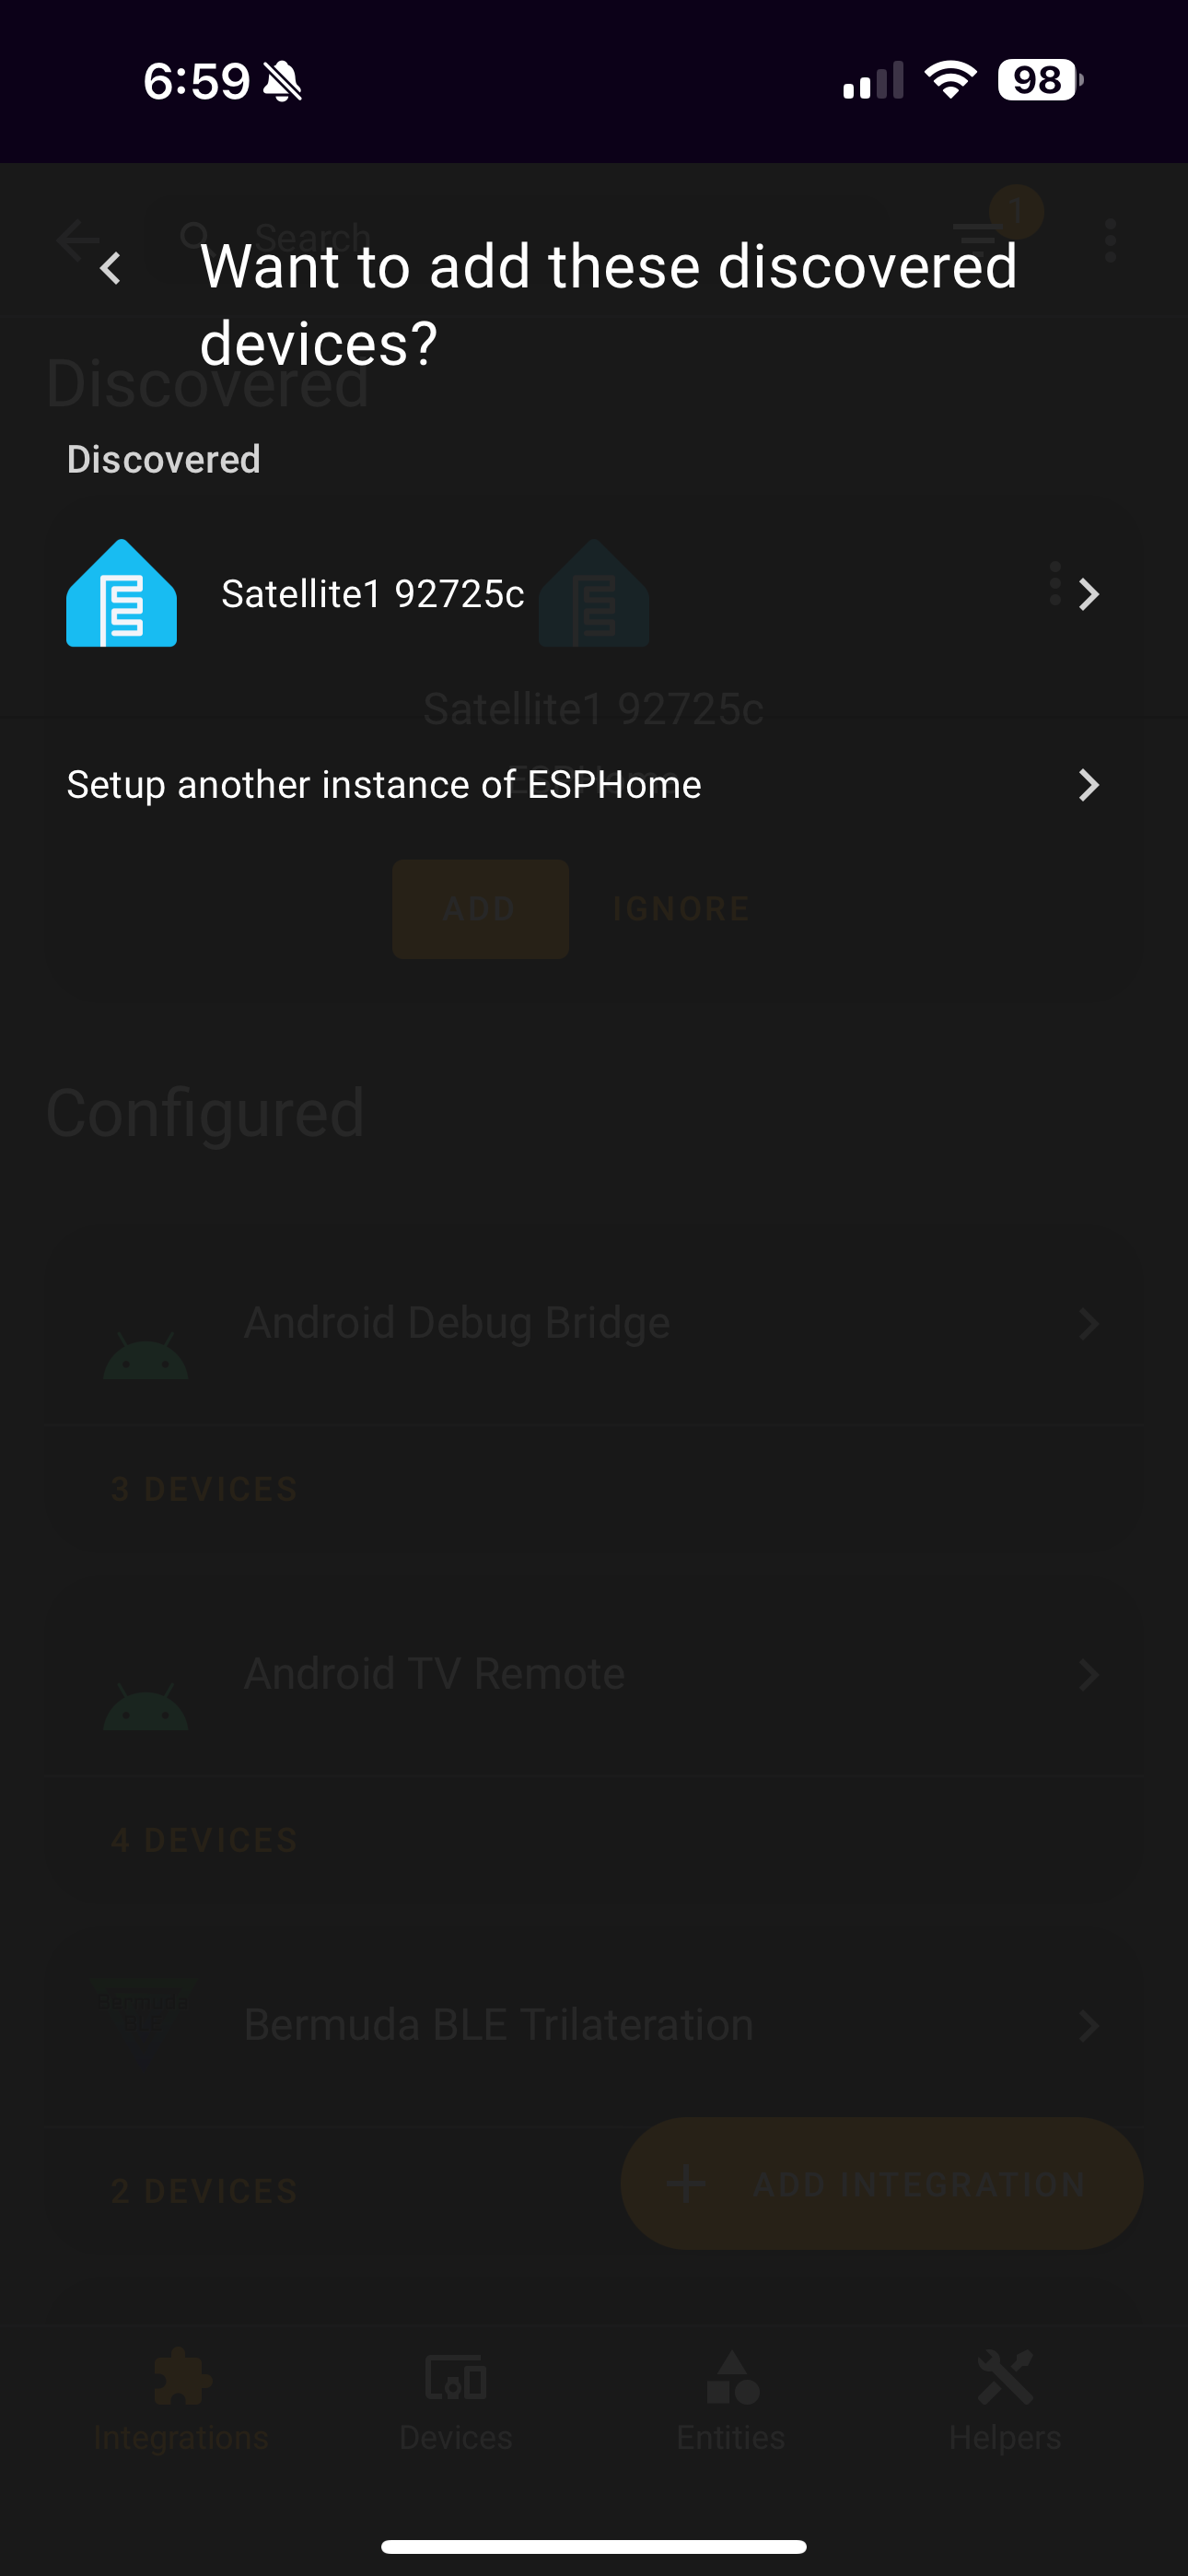 6:59
98
Search
1
Want to add these discovered
devices?
Discovered
Discovered
Satellite1 92725c
Satellite1 92725c
Setup another instance of ESPHome
ADD
IGNORE
Configured
Android Debug Bridge
3 DEVICES
Android TV Remote
4 DEVICES
Bermuda BLE Trilateration
2 DEVICES
ADD INTEGRATION
Integrations
Devices
Entities
Helpers